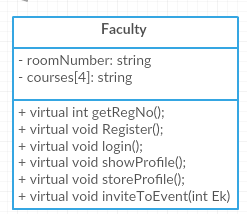 Faculty
- roomNumber: string
- courses[4]: string
+ virtual int getRegNo();
+ virtual void Register();
+ virtual void login();
+ virtual void showProfile();
+ virtual void storeProfile();
+ virtual void inviteToEvent(int Ek)